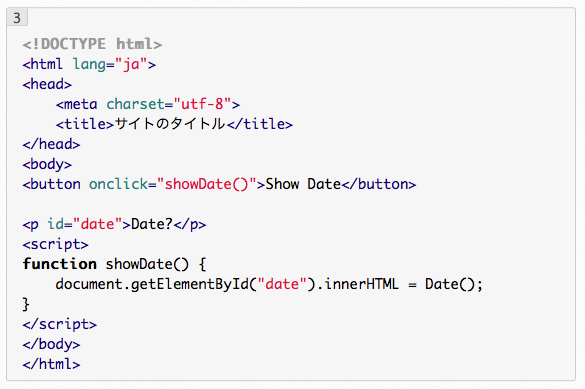 3
<!DOCTYPE html>
<html lang="ja">
<head>
    <meta charset="utf-8">
    <title>サイトのタイトル</title>
</head>
<body>
<button onclick="showDate()">Show Date</button>

<p id="date">Date?</p>
<script>
function showDate() {
    document.getElementById("date").innerHTML = Date();
}
</script>
</body>
</html>